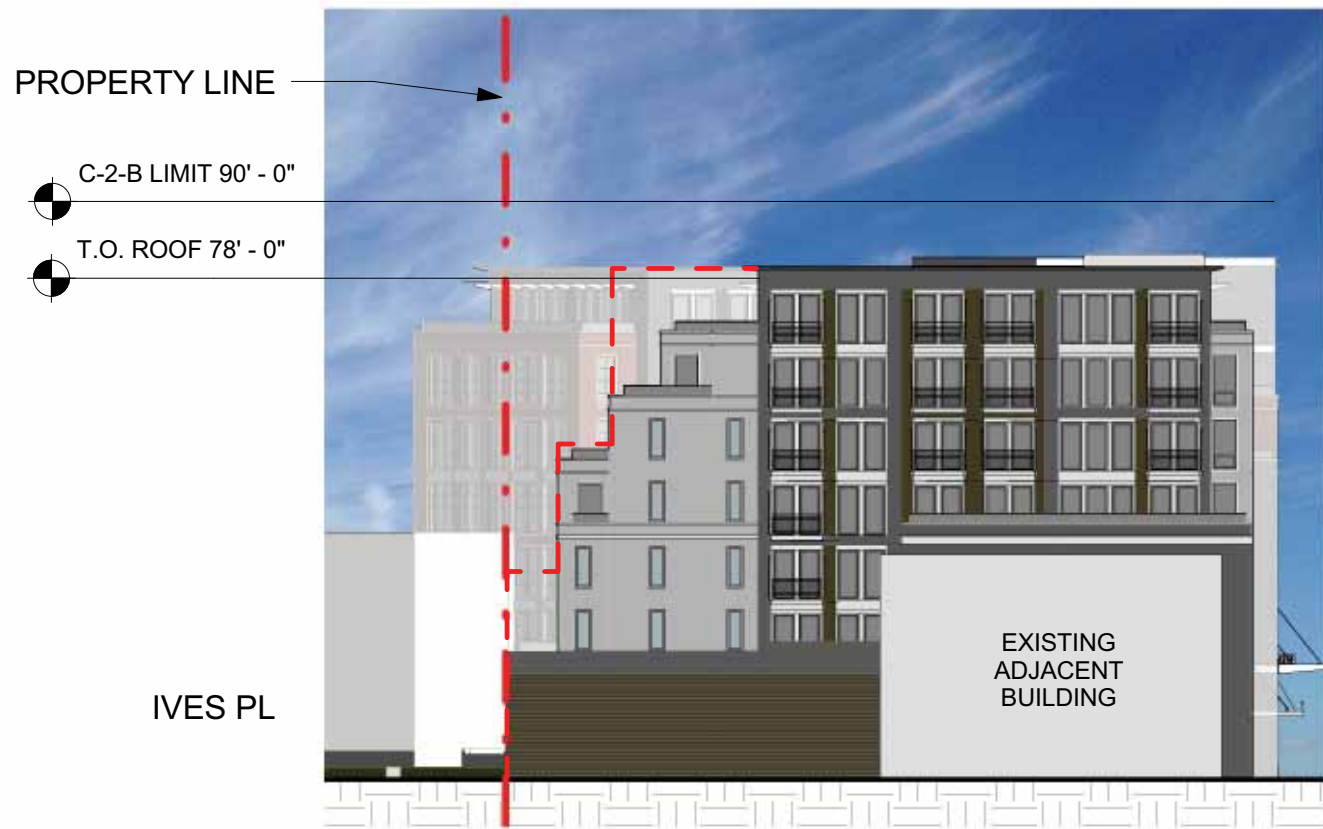 PROPERTY LINE
C-2-B LIMIT 90' - 0"
T.O. ROOF 78' - 0"
EXISTING
ADJACENT
BUILDING
IVES PL